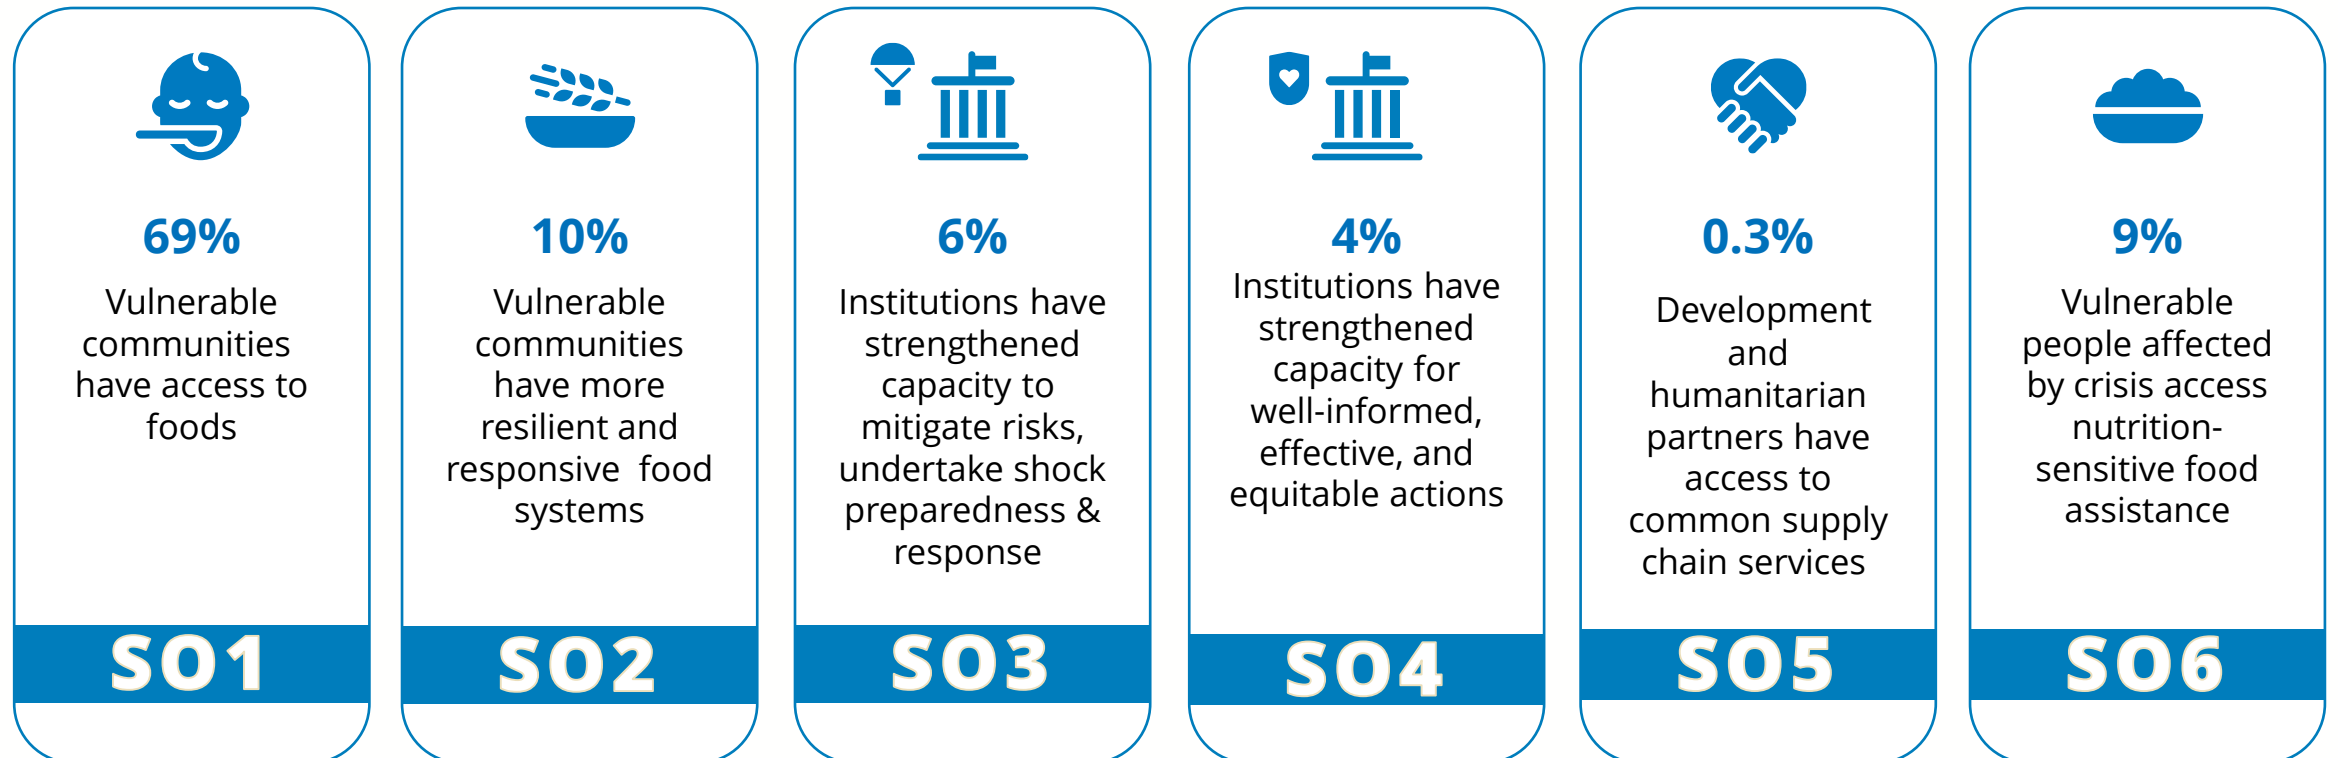 69%
Vulnerable
communities
have access to
foods
SO1
10%
Vulnerable
communities
have more
resilient and
responsive food
systems
SO2
6%
Institutions have
strengthened
capacity to
mitigate risks,
undertake shock
preparedness &
response
SO3
4%
Institutions have
strengthened
capacity for
well-informed,
effective, and
equitable actions
SO4
0.3%
Development
and
humanitarian
partners have
access to
common supply
chain services
SO5
9%
Vulnerable
people affected
by crisis access
nutrition-
sensitive food
assistance
SO6